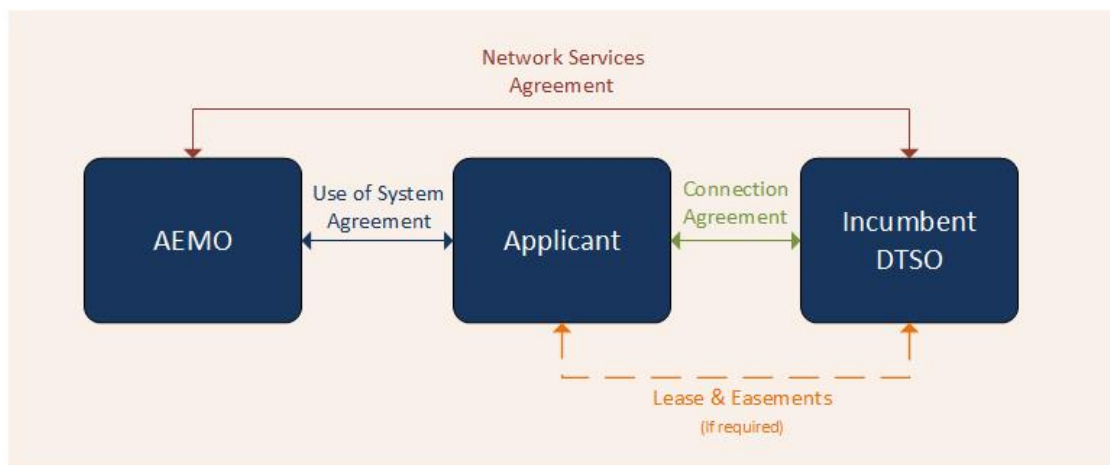 Network Services
Agreement
AEMO
Use of System
Agreement
Applicant
Connection
Agreement
Incumbent
DTSO
Lease & Easements
(If required)